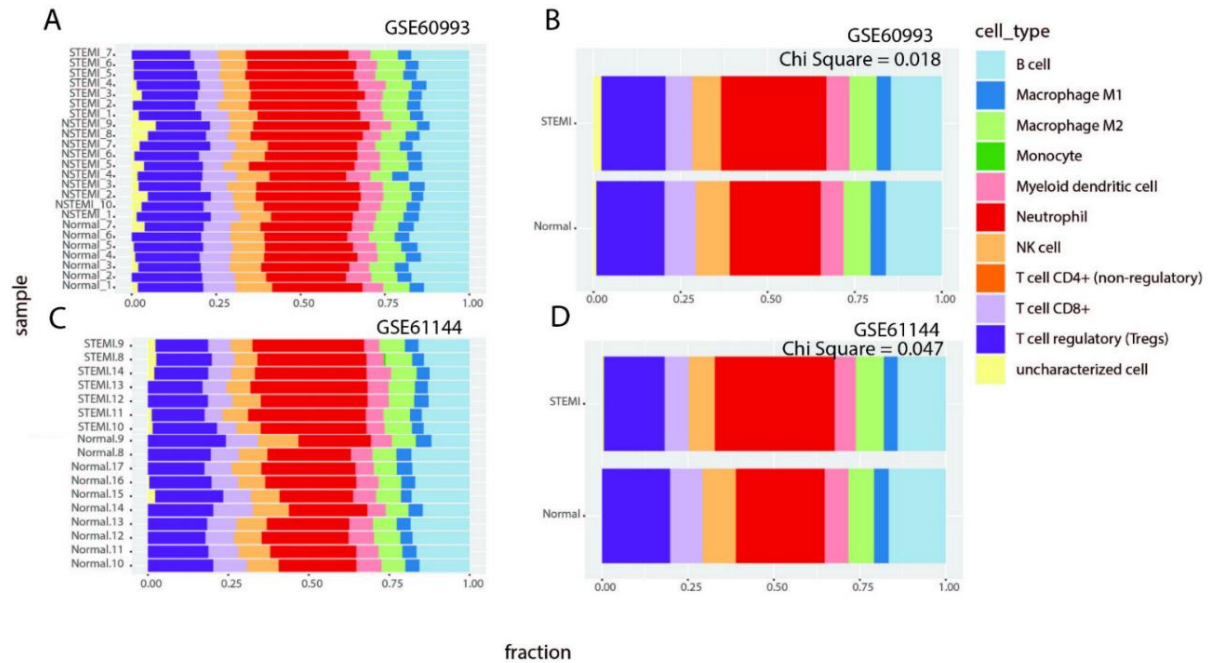 A
GSE60993
STEMI_7
STEMI_6
STEMI_5
STEMI_4
STEMI_3
STEMI_2
STEMI_1
NSTEMI_9
NSTEMI_8
NSTEMI_7
NSTEMI_6
NSTEMI_5
NSTEMI_4
NSTEMI_3
NSTEMI_2
NSTEMI_10
NSTEMI_1
Normal_7
Normal_6
Normal_5
Normal_4
Normal_3
Normal_2
Normal_1
0.00 0.25 0.50 0.75 1.00
B
GSE60993
Chi Square = 0.018
STEMI
Normal
0.00 0.25 0.50 0.75 1.00
cell_type
B cell
Macrophage M1
Macrophage M2
Monocyte
Myeloid dendritic cell
Neutrophil
NK cell
T cell CD4+ (non-regulatory)
T cell CD8+
T cell regulatory (Tregs)
uncharacterized cell
sample
C
GSE61144
STEMI.9
STEMI.8
STEMI.14
STEMI.13
STEMI.12
STEMI.11
STEMI.10
Normal.9
Normal.8
Normal.17
Normal.16
Normal.15
Normal.14
Normal.13
Normal.12
Normal.11
Normal.10
0.00 0.25 0.50 0.75 1.00
D
GSE61144
Chi Square = 0.047
STEMI
Normal
0.00 0.25 0.50 0.75 1.00
fraction